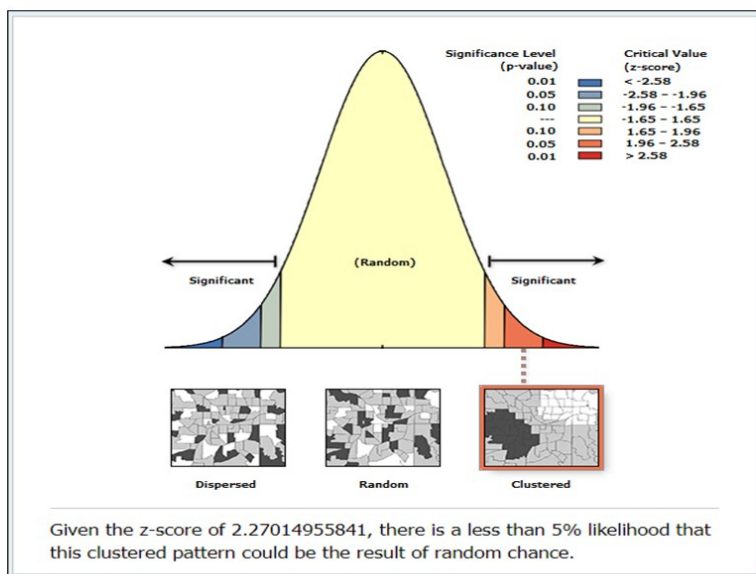 Significance Level Critical Value
(p-value) (z-score)
0.01 < -2.58
0.05 -2.58 – -1.96
0.10 -1.96 – -1.65
--- -1.65 – 1.65
0.10 1.65 – 1.96
0.05 1.96 – 2.58
0.01 > 2.58
(Random)
Significant Significant
Dispersed Random Clustered
Given the z-score of 2.27014955841, there is a less than 5% likelihood that
this clustered pattern could be the result of random chance.